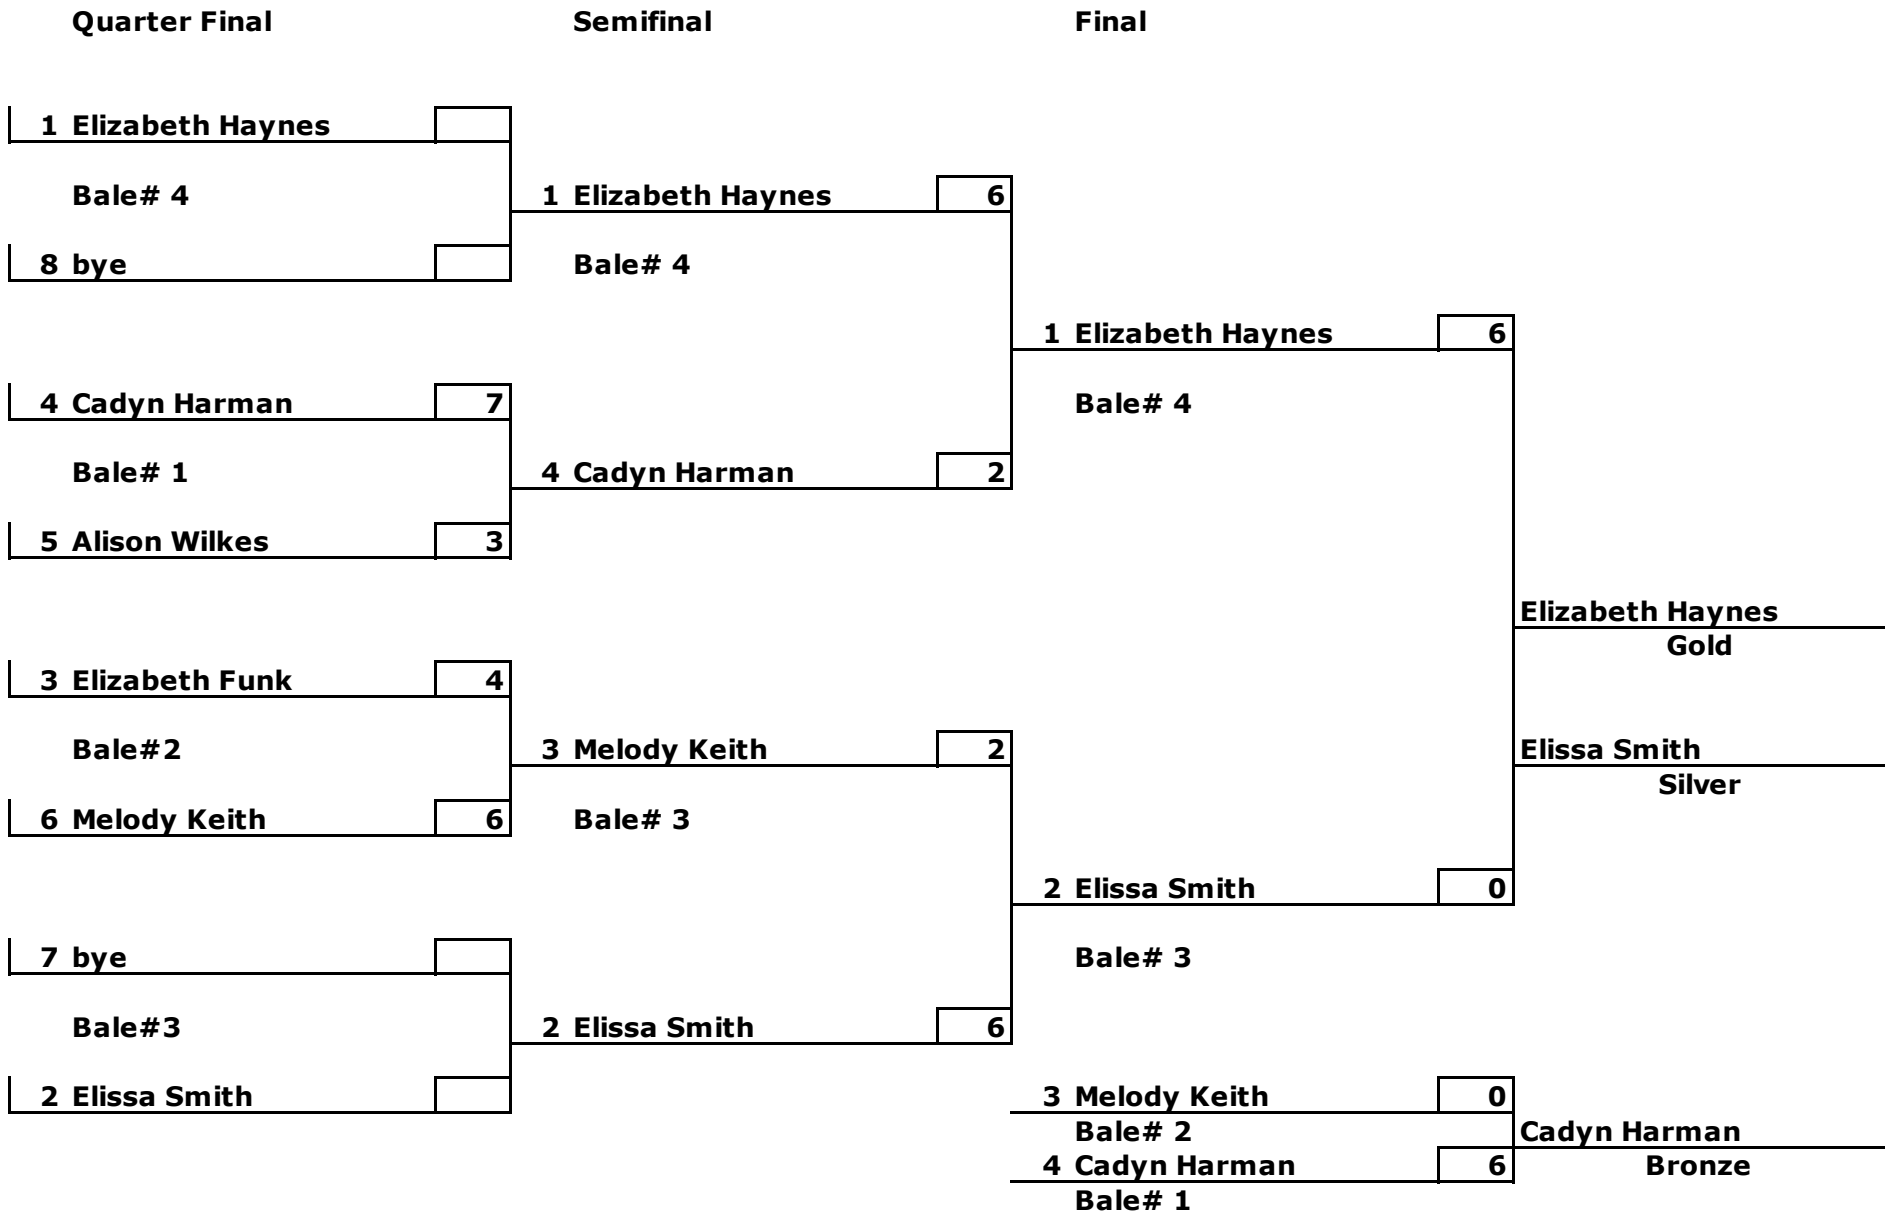 Quarter Final Semifinal Final
1 Elizabeth Haynes
Bale# 4 1 Elizabeth Haynes 6
8 bye Bale# 4
1 Elizabeth Haynes 6
4 Cadyn Harman 7 Bale# 4
Bale# 1 4 Cadyn Harman 2
5 Alison Wilkes 3
Elizabeth Haynes
Gold
3 Elizabeth Funk 4
Bale#2 3 Melody Keith 2 Elissa Smith
Silver
6 Melody Keith 6 Bale# 3
2 Elissa Smith 0
7 bye Bale# 3
Bale#3 2 Elissa Smith 6
2 Elissa Smith 3 Melody Keith 0
Bale# 2 Cadyn Harman
4 Cadyn Harman 6 Bronze
Bale# 1